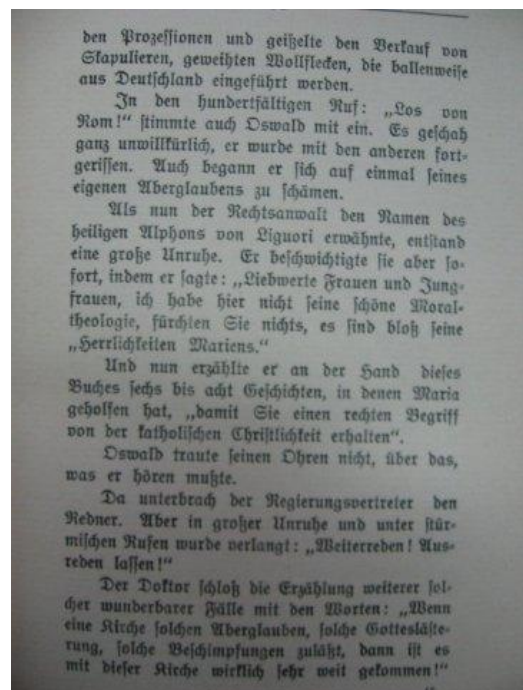 den Prozessionen und geißelte den Verkauf von
Skapulieren, geweihten Wollflecken, die ballenweise
aus Deutschland eingeführt werden.
In den hundertfältigen Ruf: „Los von
Rom!“ stimmte auch Oswald mit ein. Es geschah
ganz unwillkürlich, er wurde mit den anderen fort-
gerissen. Auch begann er sich auf einmal seines
eigenen Aberglaubens zu schämen.
Als nun der Rechtsanwalt den Namen des
heiligen Alphons von Liguori erwähnte, entstand
eine große Unruhe. Er beschwichtigte sie aber so-
fort, indem er sagte: „Liebwerte Frauen und Jung-
frauen, ich habe hier nicht seine schöne Moral-
theologie, fürchten Sie nichts, es sind bloß seine
„Herrlichkeiten Mariens.“
Und nun erzählte er an der Hand dieses
Buches sechs bis acht Geschichten, in denen Maria
geholfen hat, „damit Sie einen rechten Begriff
von der katholischen Christlichkeit erhalten“.
Oswald traute seinen Ohren nicht, über das,
was er hören mußte.
Da unterbrach der Regierungsvertreter den
Redner. Aber in großer Unruhe und unter stür-
mischen Rufen wurde verlangt: „Weiterreden! Aus-
reden lassen!“
Der Doktor schloß die Erzählung weiterer sol-
cher wunderbarer Fälle mit den Worten: „Wenn
eine Kirche solchen Aberglauben, solche Gottesläste-
rung, solche Beschimpfungen zuläßt, dann ist es
mit dieser Kirche wirklich sehr weit gekommen!“